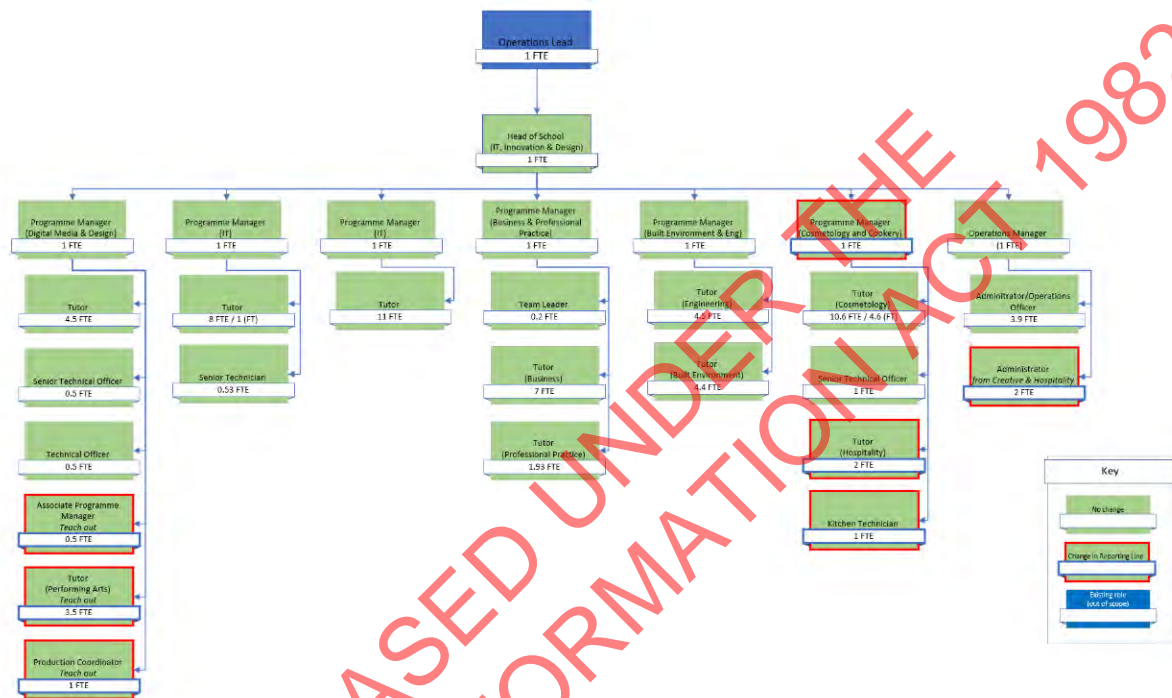 Operations Lead
1 FTE
Head of School
(IT, Innovation & Design)
1 FTE
Programme Manager
(Digital Media & Design)
1 FTE
Programme Manager
(IT)
1 FTE
Programme Manager
(IT)
1 FTE
Programme Manager
(Business & Professional
Practice)
1 FTE
Programme Manager
(Built Environment & Eng)
1 FTE
Programme Manager
(Cosmetology and Cookery)
1 FTE
Operations Manager
(1 FTE)
Tutor
4.5 FTE
Senior Technical Officer
0.5 FTE
Technical Officer
0.5 FTE
Associate Programme
Manager
Teach out
0.5 FTE
Tutor
(Performing Arts)
Teach out
3.5 FTE
Production Coordinator
Teach out
1 FTE
Tutor
8 FTE / 1 (FT)
Senior Technician
0.53 FTE
Tutor
11 FTE
Team Leader
0.2 FTE
Tutor
(Business)
7 FTE
Tutor
(Professional Practice)
1.93 FTE
Tutor
(Engineering)
4.5 FTE
Tutor
(Built Environment)
4.4 FTE
Tutor
(Cosmetology)
10.6 FTE / 4.6 (FT)
Senior Technical Officer
1 FTE
Tutor
(Hospitality)
2 FTE
Kitchen Technician
1 FTE
Adminitrator/Operations
Officer
3.9 FTE
Administrator
from Creative & Hospitality
2 FTE
Key
No change
Change in Reporting Line
Existing role
(out of scope)
ASED UNDER THE
FORMATION ACT 198